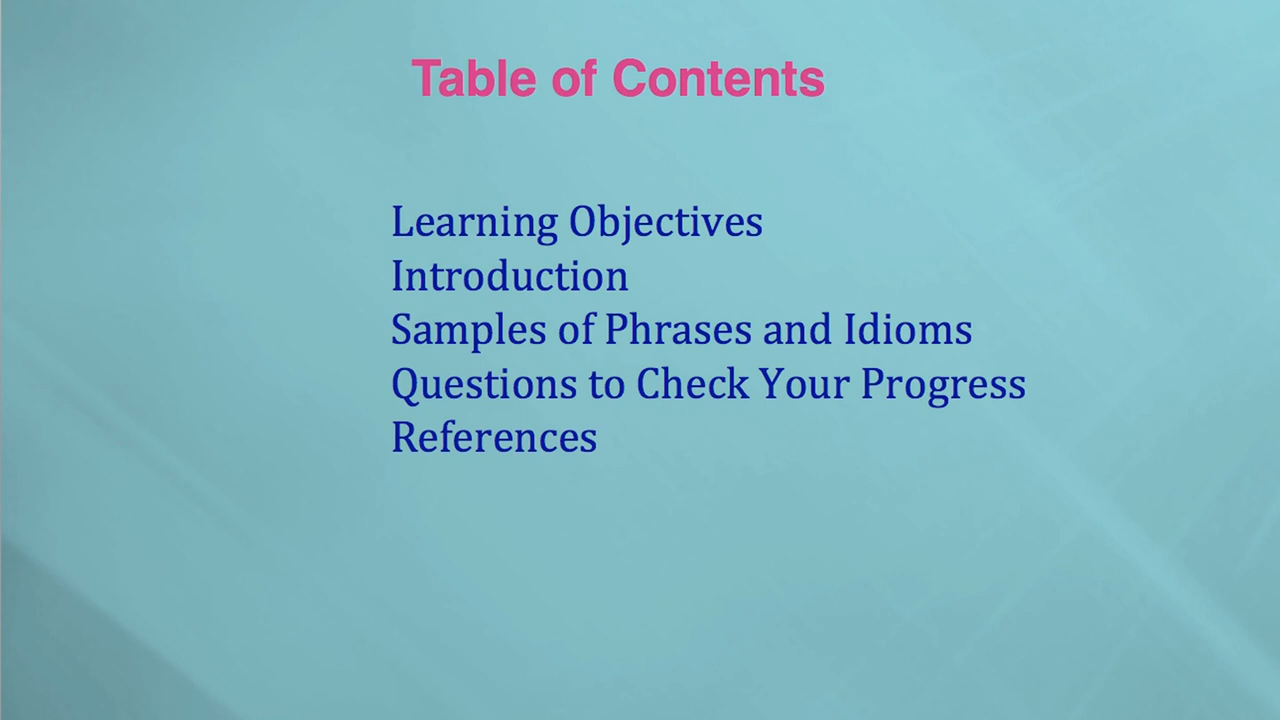 Table of Contents
Learning Objectives
Introduction
Samples of Phrases and Idioms
Questions to Check Your Progress
References